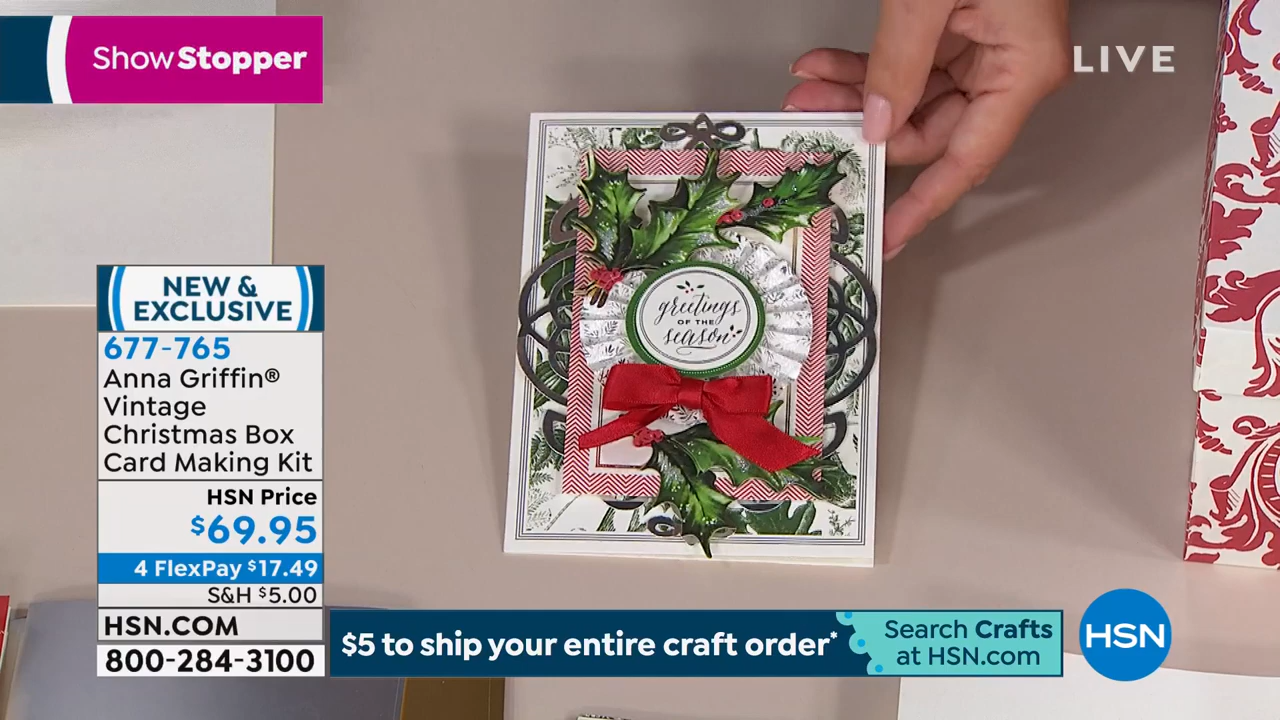 Show Stopper
LIVE
greetings
OF THE
season
NEW &
EXCLUSIVE
677-765
Anna Griffin®
Vintage
Christmas Box
Card Making Kit
HSN Price
$69.95
4 FlexPay $17.49
S&H $5.00
HSN.COM
800-284-3100
$5 to ship your entire craft order*
Search Crafts
at HSN.com
HSN